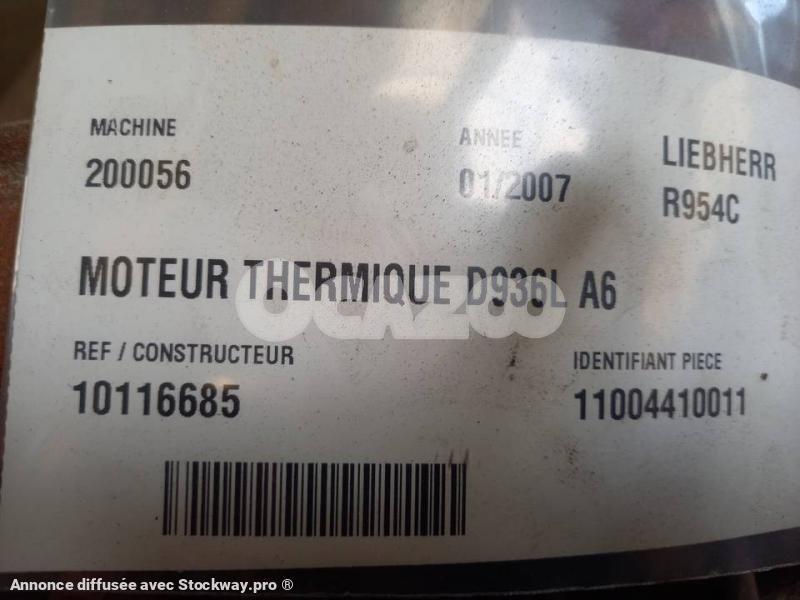 MACHINE
200056
ANNEE
01/2007
LIEBHERR
R954C
MOTEUR THERMIQUE D936L A6
OCAZOO
REF / CONSTRUCTEUR
10116685
IDENTIFIANT PIECE
11004410011
Annonce diffusée avec Stockway.pro ®